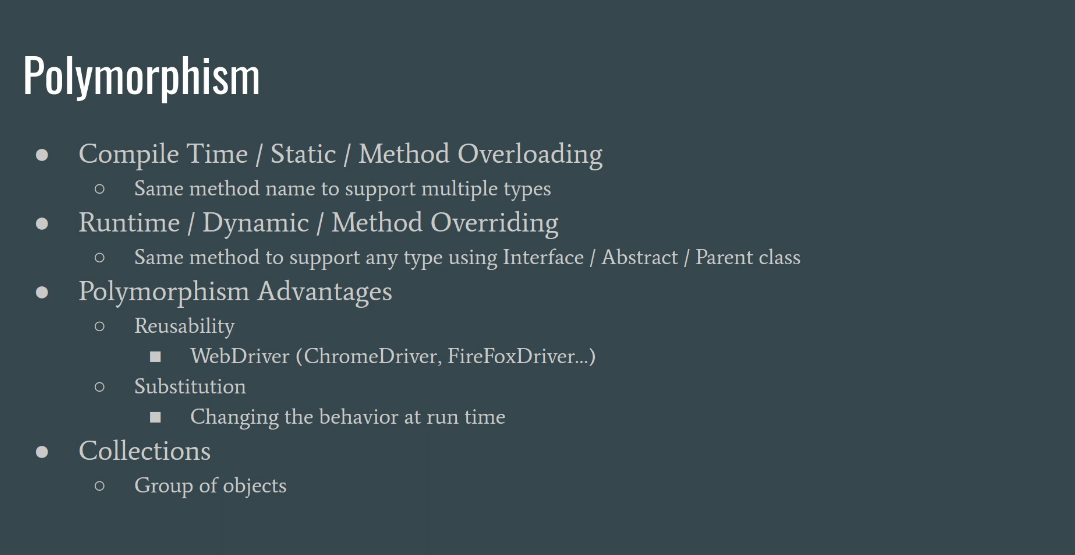 Polymorphism
● Compile Time / Static / Method Overloading
○ Same method name to support multiple types
● Runtime / Dynamic / Method Overriding
○ Same method to support any type using Interface / Abstract / Parent class
● Polymorphism Advantages
○ Reusability
■ WebDriver (ChromeDriver, FireFoxDriver...)
○ Substitution
■ Changing the behavior at run time
● Collections
○ Group of objects